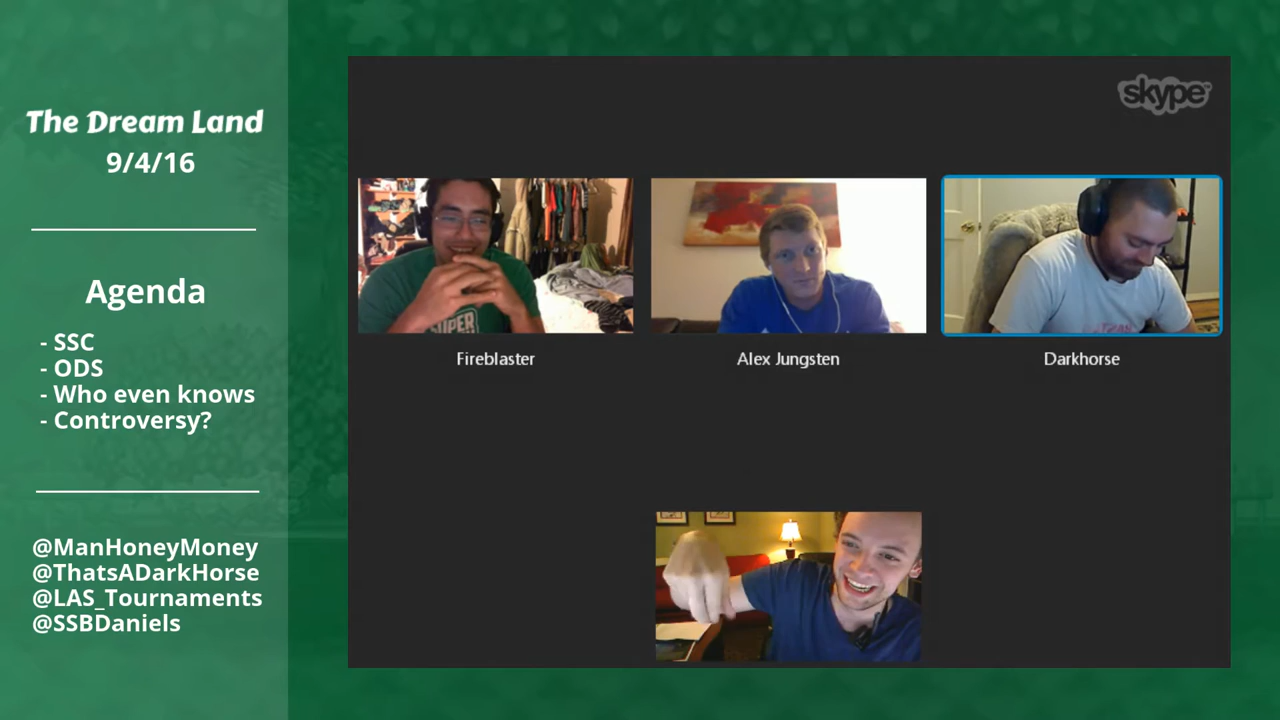 The Dream Land
9/4/16
Agenda
- SSC
- ODS
- Who even knows
- Controversy?
@ManHoneyMoney
@ThatsADarkHorse
@LAS_Tournaments
@SSBDaniels
skype
SUPER
Fireblaster
Alex Jungsten
Darkhorse